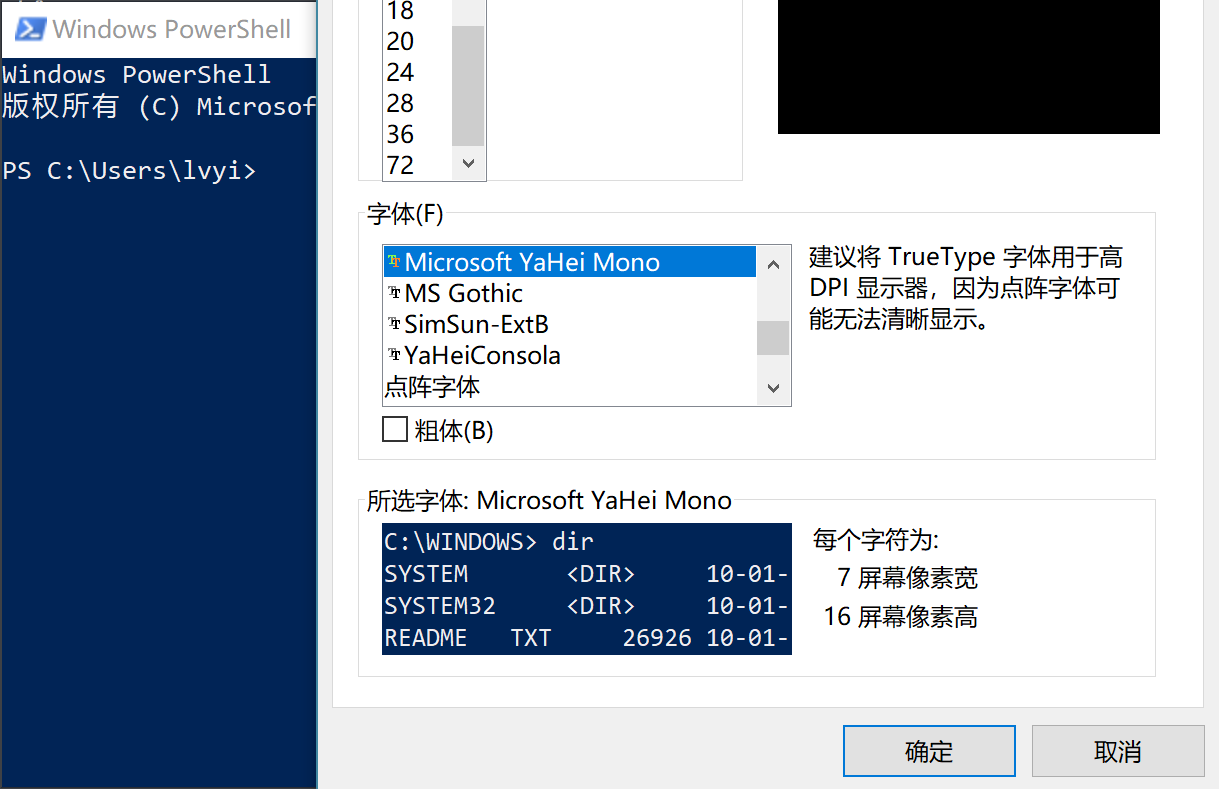 Windows PowerShell
Windows PowerShell
版权所有 (C) Microsof
PS C:\Users\lvyi>
18
20
24
28
36
72
字体(F)
Microsoft YaHei Mono
MS Gothic
SimSun-ExtB
YaHeiConsola
点阵字体
建议将 TrueType 字体用于高
DPI 显示器，因为点阵字体可
能无法清晰显示。
粗体(B)
所选字体: Microsoft YaHei Mono
C:\WINDOWS> dir
SYSTEM <DIR> 10-01-
SYSTEM32 <DIR> 10-01-
README TXT 26926 10-01-
每个字符为:
7 屏幕像素宽
16 屏幕像素高
确定
取消